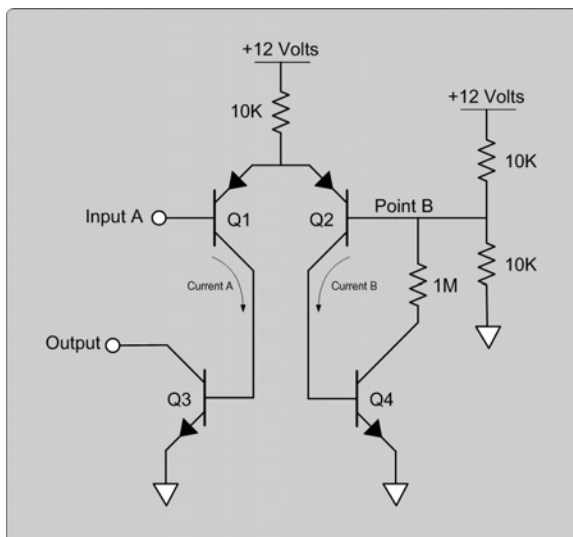 +12 Volts
+12 Volts
10K
10K
Input A
Q1
Q2
Point B
10K
Current A
Current B
1M
Output
Q3
Q4